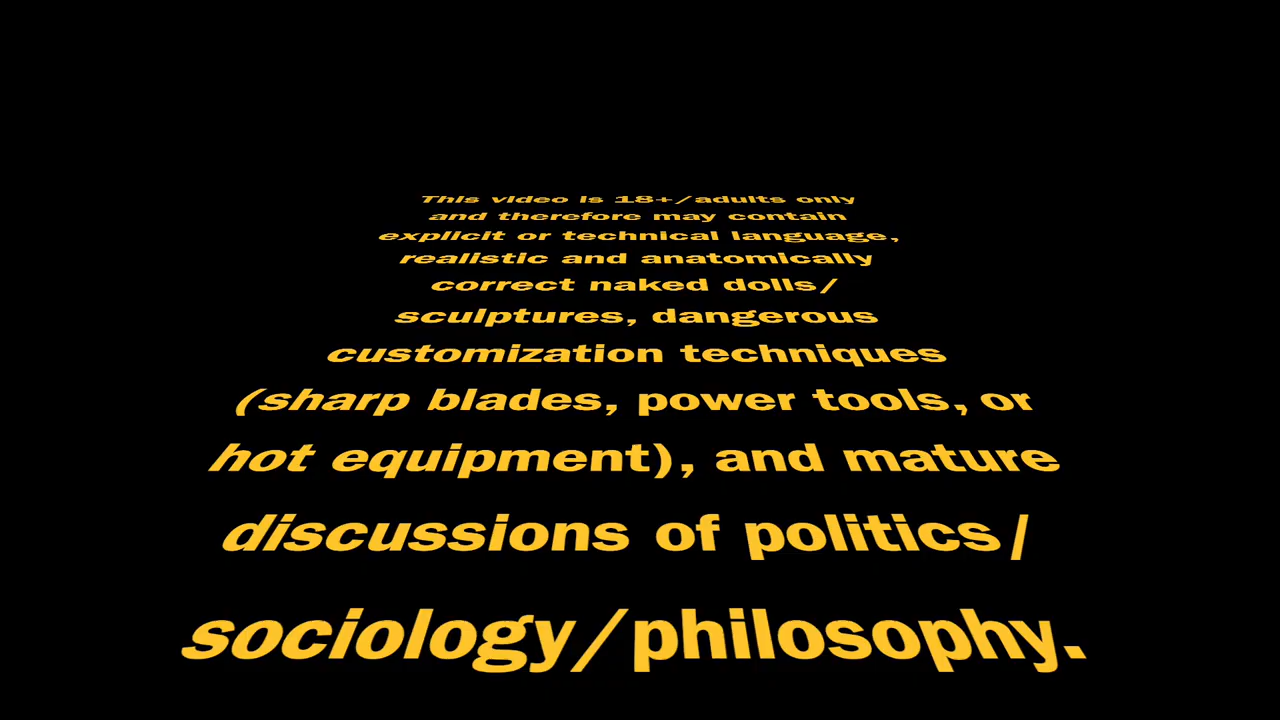 This video is 18+/adults only
and therefore may contain
explicit or technical language,
realistic and anatomically
correct naked dolls/
sculptures, dangerous
customization techniques
(sharp blades, power tools, or
hot equipment), and mature
discussions of politics/
sociology/philosophy.